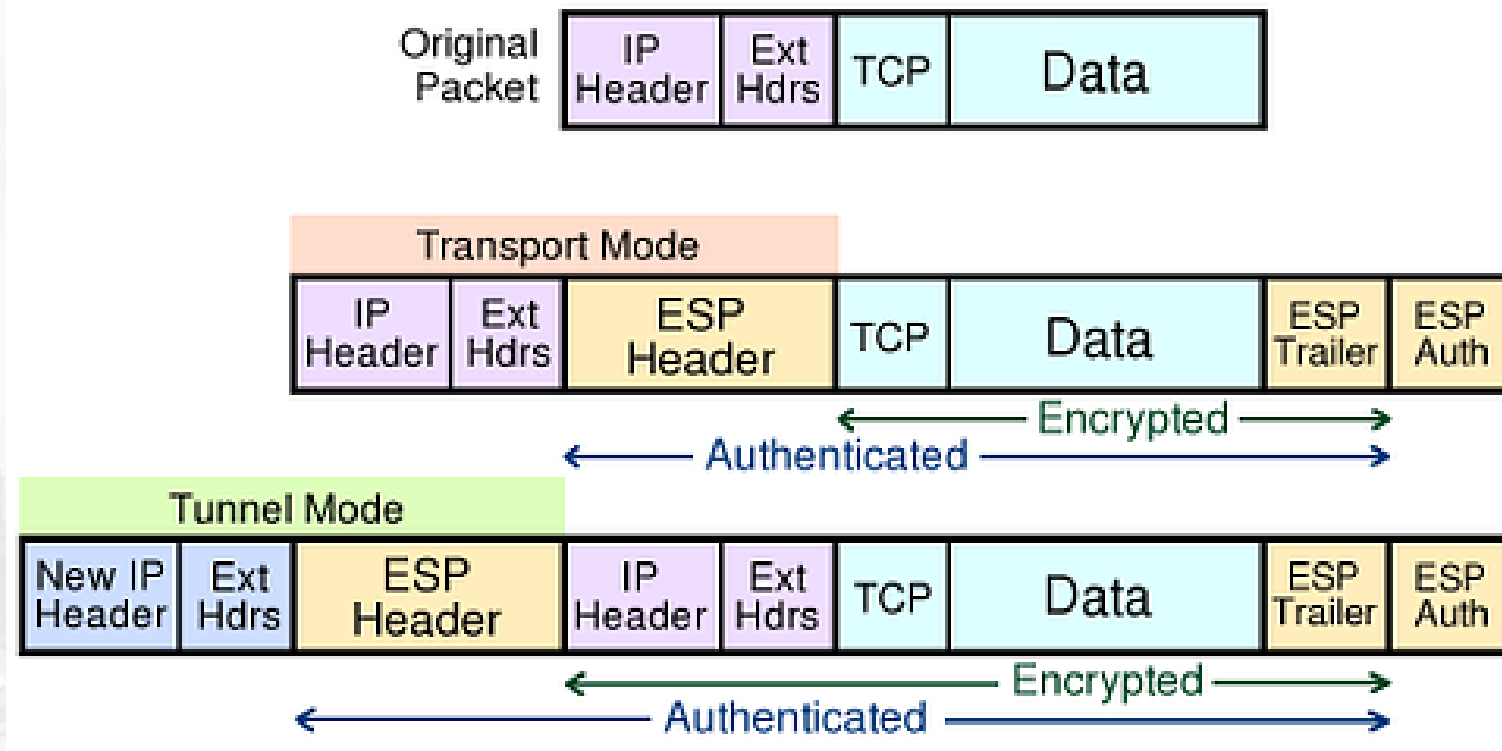 Original
Packet
IP
Header
Ext
Hdrs
TCP
Data
Transport Mode
IP
Header
Ext
Hdrs
ESP
Header
TCP
Data
ESP
Trailer
ESP
Auth
Encrypted
Authenticated
Tunnel Mode
New IP
Header
Ext
Hdrs
ESP
Header
IP
Header
Ext
Hdrs
TCP
Data
ESP
Trailer
ESP
Auth
Encrypted
Authenticated